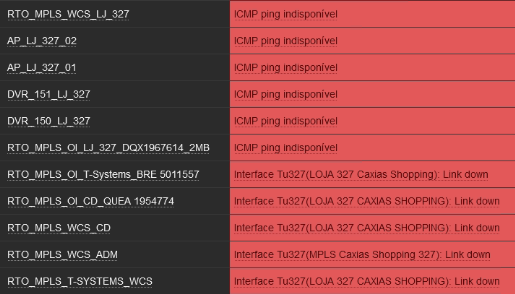 RTO_MPLS_WCS_LJ_327 ICMP ping indisponível
AP_LJ_327_02 ICMP ping indisponível
AP_LJ_327_01 ICMP ping indisponível
DVR_151_LJ_327 ICMP ping indisponível
DVR_150_LJ_327 ICMP ping indisponível
RTO_MPLS_OI_LJ_327_DQX1967614_2MB ICMP ping indisponível
RTO_MPLS_OI_T-Systems_BRE 5011557 Interface Tu327(LOJA 327 Caxias Shopping): Link down
RTO_MPLS_OI_CD_QUEA 1954774 Interface Tu327(LOJA 327 CAXIAS SHOPPING): Link down
RTO_MPLS_WCS_CD Interface Tu327(LOJA 327 CAXIAS SHOPPING): Link down
RTO_MPLS_WCS_ADM Interface Tu327(MPLS Caxias Shopping 327): Link down
RTO_MPLS_T-SYSTEMS_WCS Interface Tu327(LOJA 327 CAXIAS SHOPPING): Link down